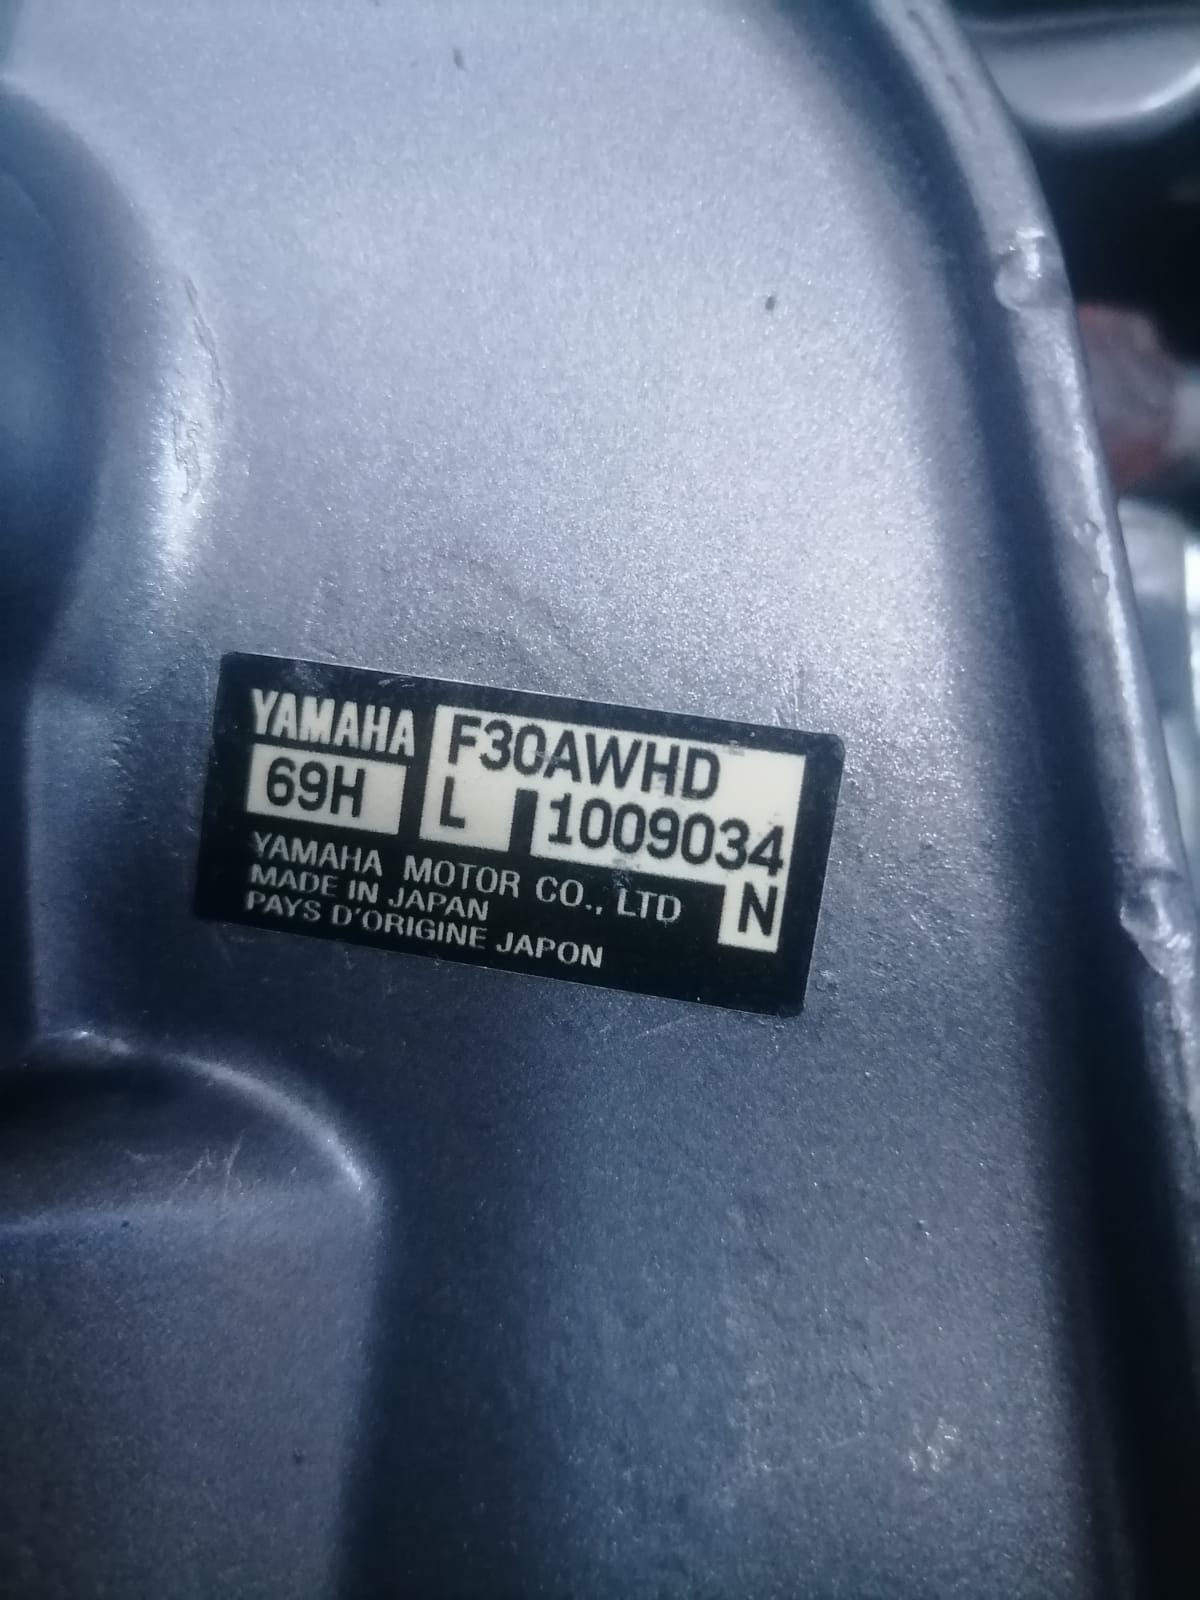 YAMAHA F30AWHD
69H L 1009034
N
YAMAHA MOTOR CO., LTD
MADE IN JAPAN
PAYS D'ORIGINE JAPON